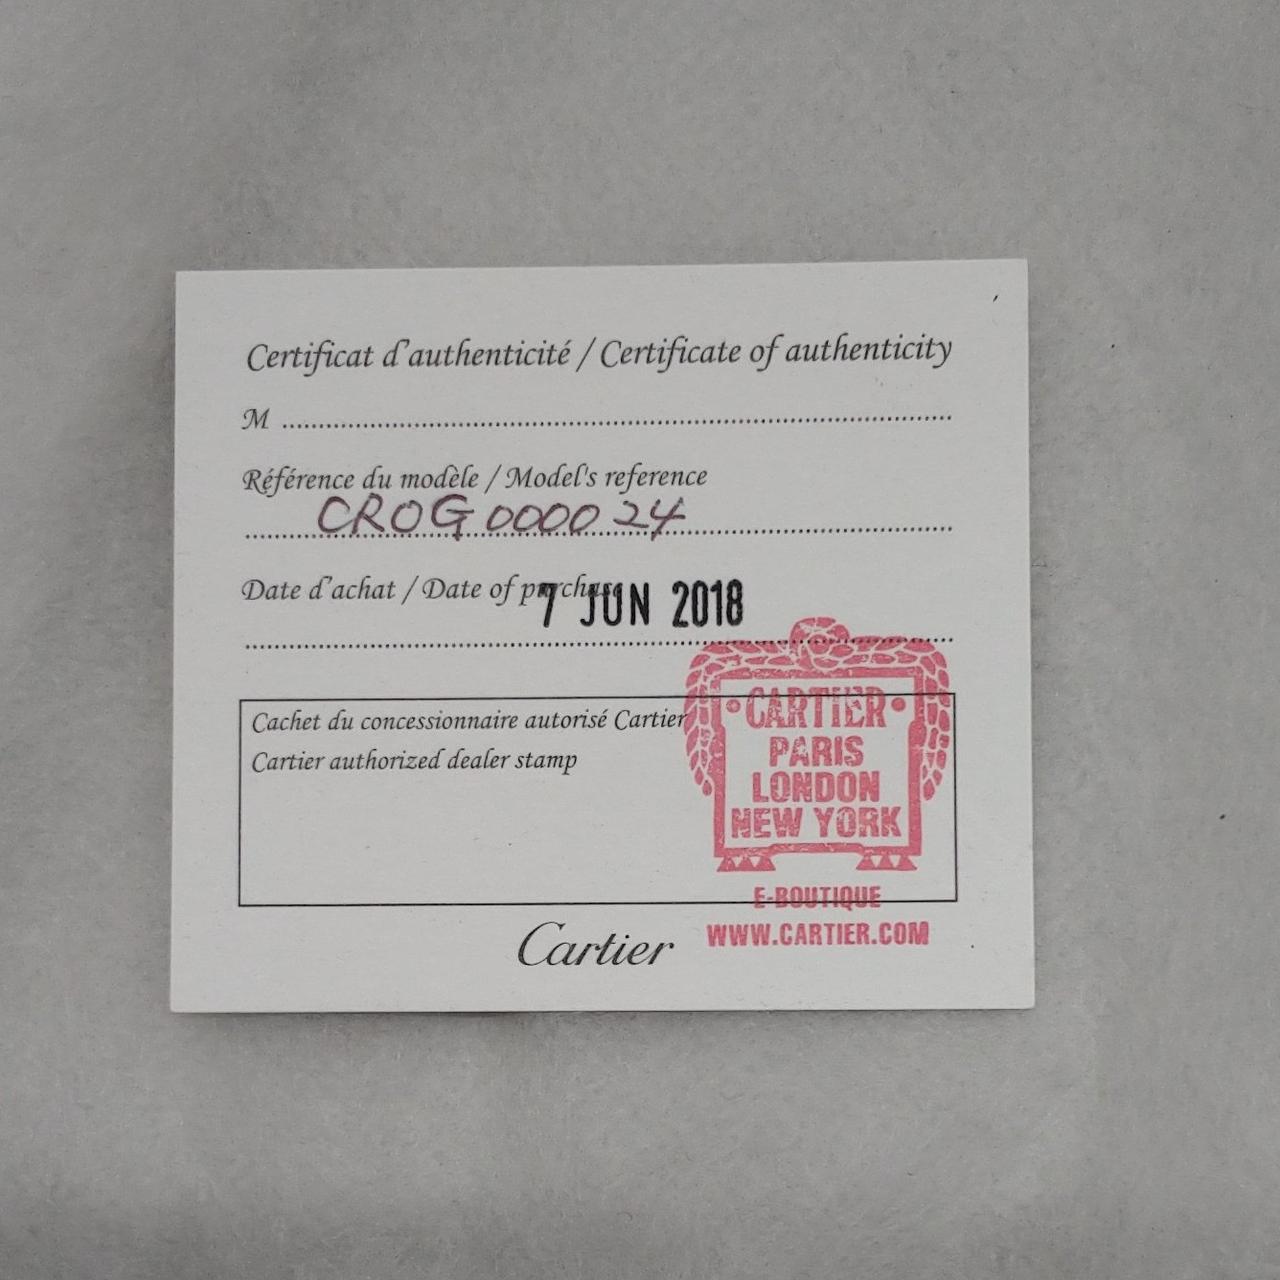 Certificat d'authenticité / Certificate of authenticity
M ................................................
Référence du modèle / Model's reference
CROG000024
Date d'achat / Date of purchase
7 JUN 2018
Cachet du concessionnaire autorisé Cartier
Cartier authorized dealer stamp
•CARTIER•
PARIS
LONDON
NEW YORK
E-BOUTIQUE
WWW.CARTIER.COM
Cartier